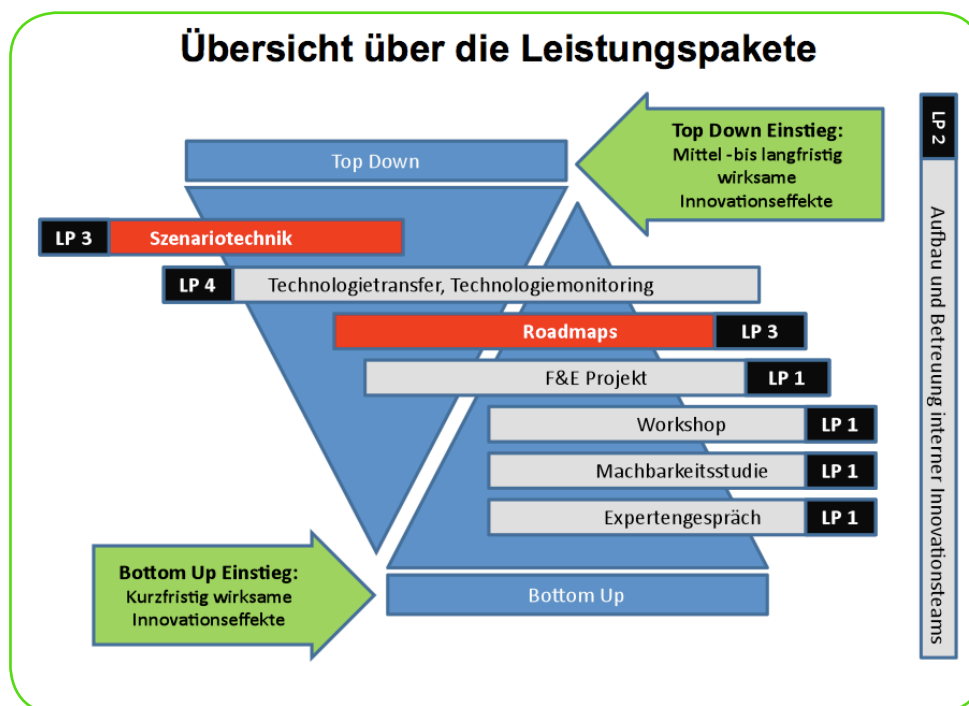 Übersicht über die Leistungspakete
Top Down
Top Down Einstieg:
Mittel -bis langfristig
wirksame
Innovationseffekte
LP 3 Szenariotechnik
LP 4 Technologietransfer, Technologiemonitoring
Roadmaps LP 3
F&E Projekt LP 1
Workshop LP 1
Machbarkeitsstudie LP 1
Expertengespräch LP 1
Bottom Up Einstieg:
Kurzfristig wirksame
Innovationseffekte
Bottom Up
LP 2 Aufbau und Betreuung interner Innovationsteams